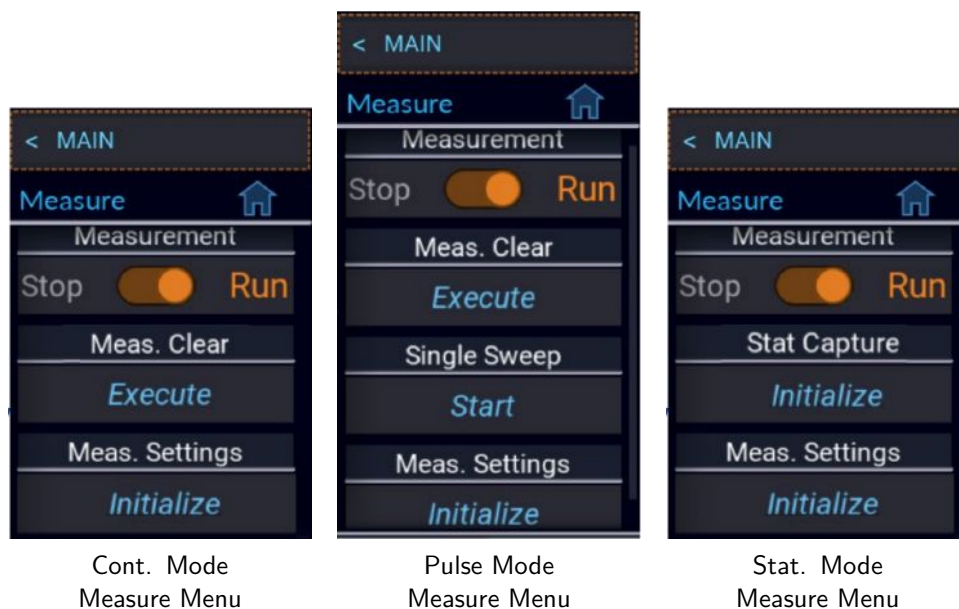 < MAIN
Measure
Measurement
Stop Run
Meas. Clear
Execute
Meas. Settings
Initialize
Cont. Mode
Measure Menu
< MAIN
Measure
Measurement
Stop Run
Meas. Clear
Execute
Single Sweep
Start
Meas. Settings
Initialize
Pulse Mode
Measure Menu
< MAIN
Measure
Measurement
Stop Run
Stat Capture
Initialize
Meas. Settings
Initialize
Stat. Mode
Measure Menu